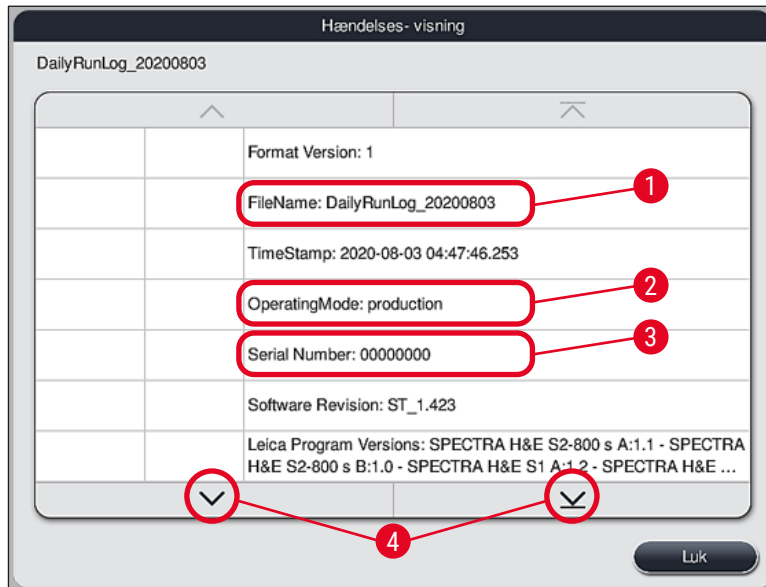 Hændelses- visning
DailyRunLog_20200803
Format Version: 1
FileName: DailyRunLog_20200803
1
TimeStamp: 2020-08-03 04:47:46.253
OperatingMode: production
2
Serial Number: 00000000
3
Software Revision: ST_1.423
Leica Program Versions: SPECTRA H&E S2-800 s A:1.1 - SPECTRA
H&E S2-800 s B:1.0 - SPECTRA H&E S1 A:1.2 - SPECTRA H&E ...
4
Luk